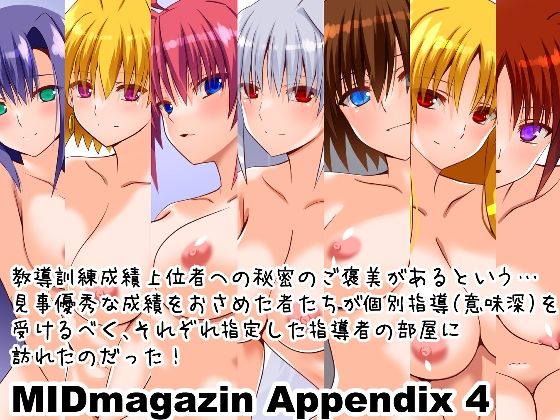 教導訓練成績上位者への秘密のご褒美があるという…
見事優秀な成績をおさめた者たちが個別指導(意味深)を
受けるべく、それぞれ指定した指導者の部屋に
訪れたのだった！
MIDmagazin Appendix 4